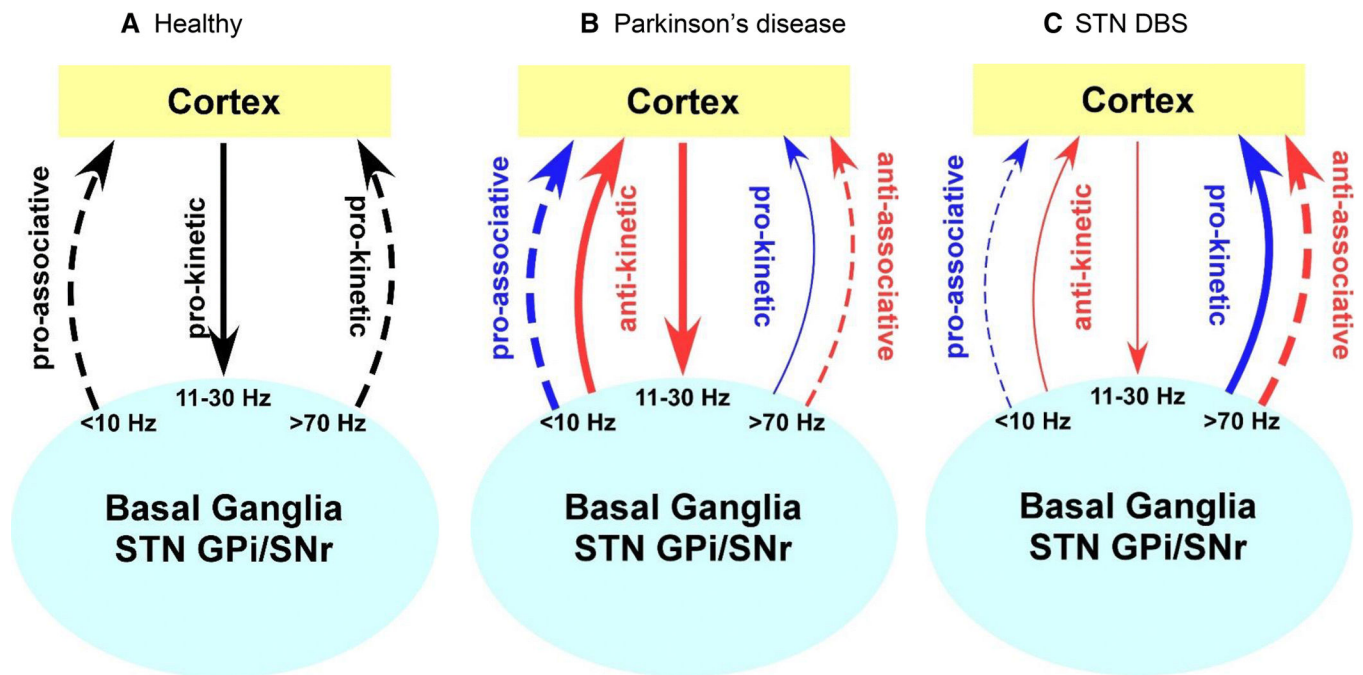 A Healthy
Cortex
pro-associative
pro-kinetic
pro-kinetic
<10 Hz
11-30 Hz
>70 Hz
Basal Ganglia
STN GPi/SNr
B Parkinson’s disease
Cortex
pro-associative
anti-kinetic
pro-kinetic
anti-associative
<10 Hz
11-30 Hz
>70 Hz
Basal Ganglia
STN GPi/SNr
C STN DBS
Cortex
pro-associative
anti-kinetic
pro-kinetic
anti-associative
<10 Hz
11-30 Hz
>70 Hz
Basal Ganglia
STN GPi/SNr